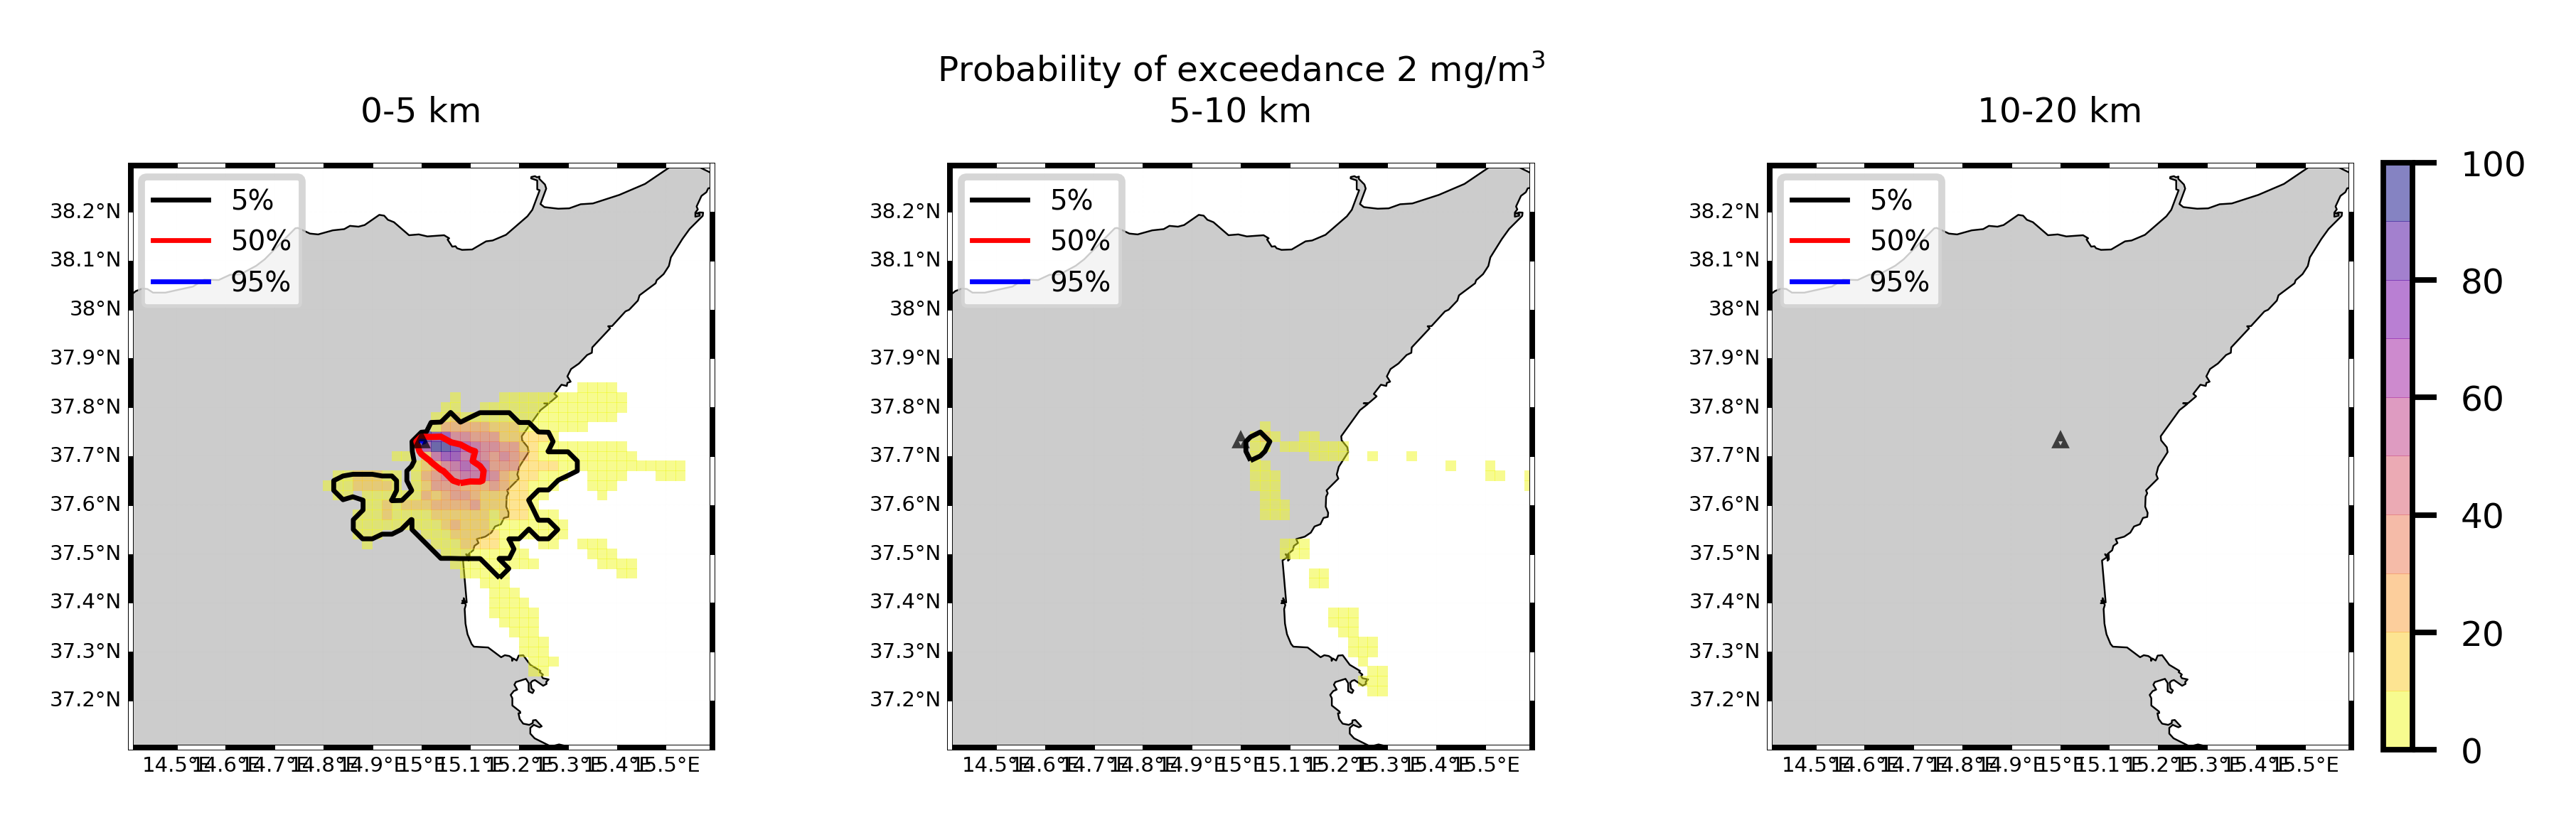 Probability of exceedance 2 mg/m³
0-5 km
5%
50%
95%
38.2°N
38.1°N
38°N
37.9°N
37.8°N
37.7°N
37.6°N
37.5°N
37.4°N
37.3°N
37.2°N
14.5°E 14.6°E 14.7°E 14.8°E 14.9°E 15°E 15.1°E 15.2°E 15.3°E 15.4°E 15.5°E
5-10 km
5%
50%
95%
38.2°N
38.1°N
38°N
37.9°N
37.8°N
37.7°N
37.6°N
37.5°N
37.4°N
37.3°N
37.2°N
14.5°E 14.6°E 14.7°E 14.8°E 14.9°E 15°E 15.1°E 15.2°E 15.3°E 15.4°E 15.5°E
10-20 km
5%
50%
95%
38.2°N
38.1°N
38°N
37.9°N
37.8°N
37.7°N
37.6°N
37.5°N
37.4°N
37.3°N
37.2°N
14.5°E 14.6°E 14.7°E 14.8°E 14.9°E 15°E 15.1°E 15.2°E 15.3°E 15.4°E 15.5°E
100
80
60
40
20
0